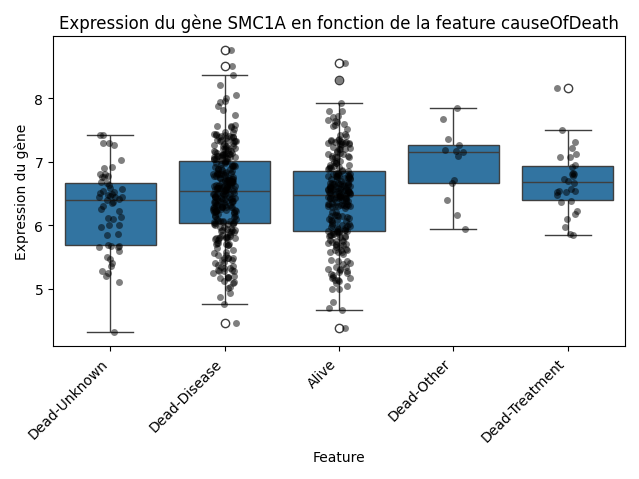 Expression du gène SMC1A en fonction de la feature causeOfDeath
Expression du gène
8
7
6
5
Dead-Unknown
Dead-Disease
Alive
Dead-Other
Dead-Treatment
Feature